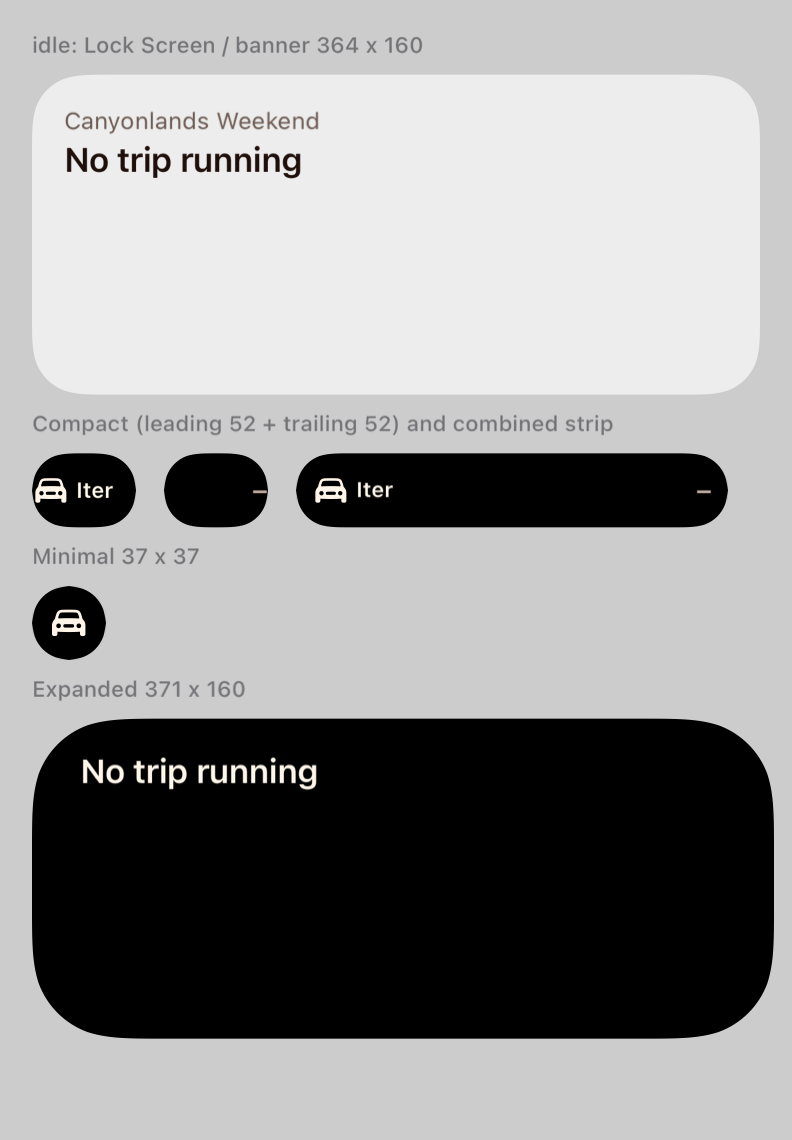 idle: Lock Screen / banner 364 x 160
Canyonlands Weekend
No trip running
Compact (leading 52 + trailing 52) and combined strip
Iter – Iter –
Minimal 37 x 37
Expanded 371 x 160
No trip running